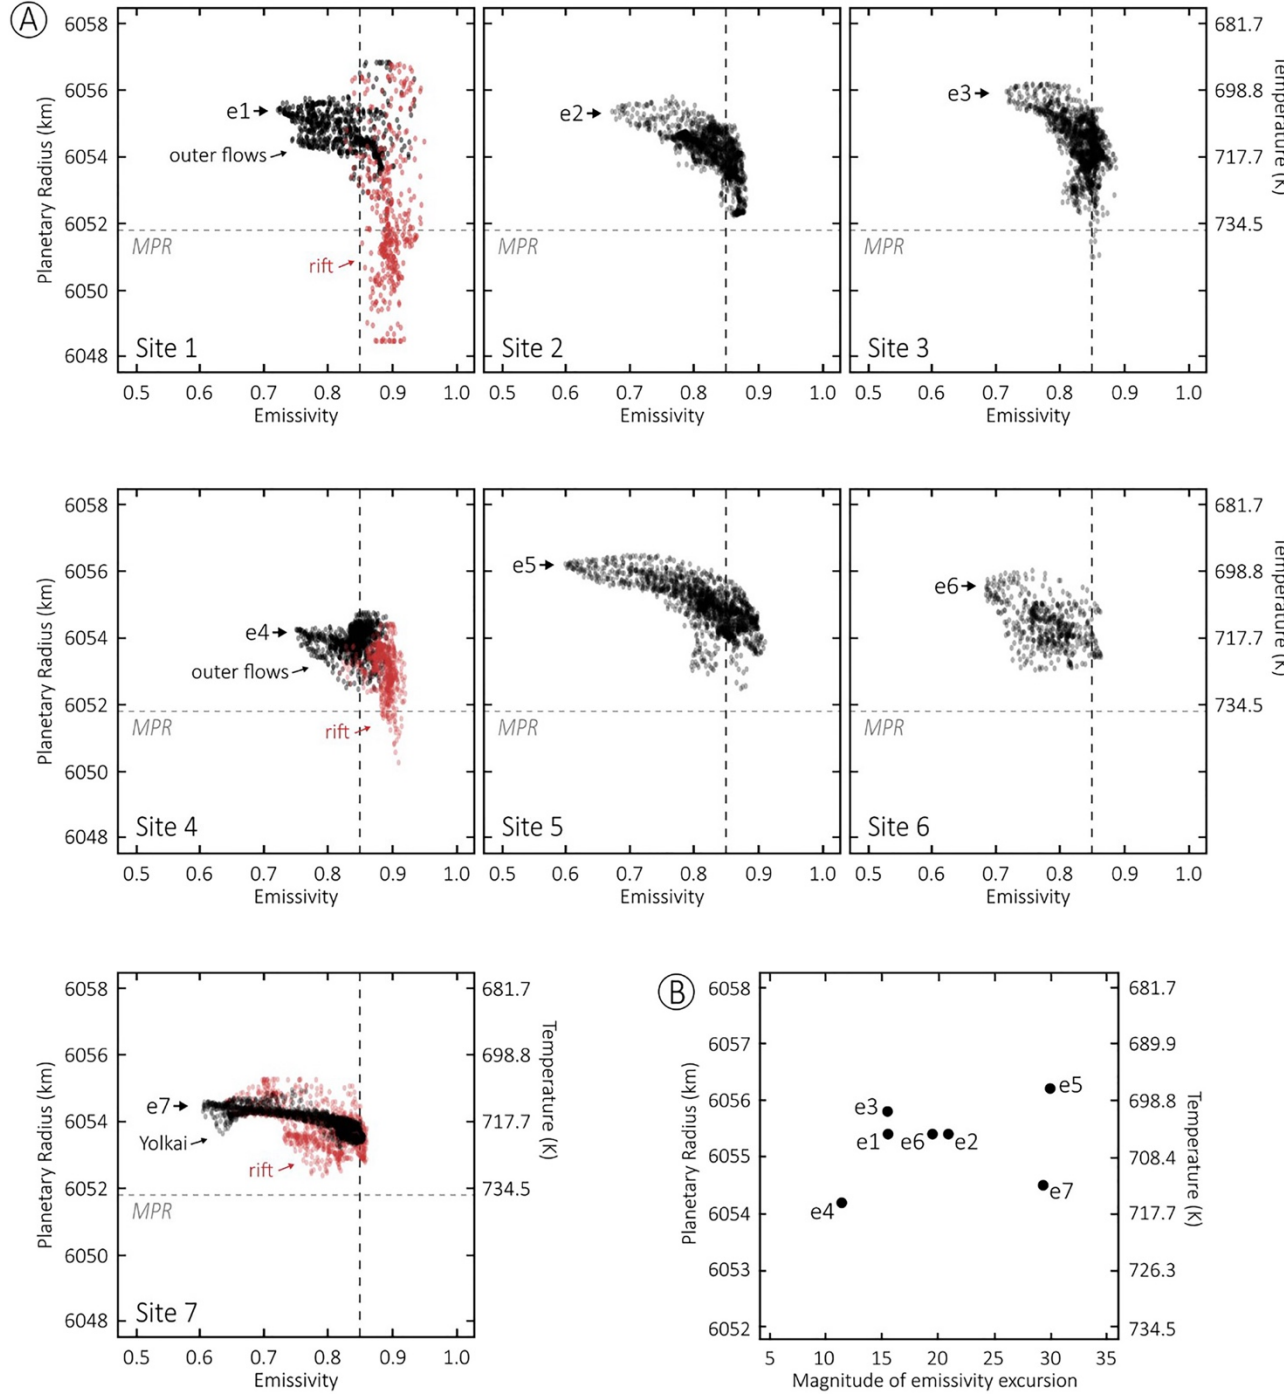 A
6058
6056
6054
6052
6050
6048
Planetary Radius (km)
e1
outer flows
MPR
rift
Site 1
0.5 0.6 0.7 0.8 0.9 1.0
Emissivity
e2
MPR
Site 2
0.5 0.6 0.7 0.8 0.9 1.0
Emissivity
e3
MPR
Site 3
0.5 0.6 0.7 0.8 0.9 1.0
Emissivity
681.7
698.8
717.7
734.5
Temperature (K)
6058
6056
6054
6052
6050
6048
Planetary Radius (km)
e4
outer flows
MPR
rift
Site 4
0.5 0.6 0.7 0.8 0.9 1.0
Emissivity
e5
MPR
Site 5
0.5 0.6 0.7 0.8 0.9 1.0
Emissivity
e6
MPR
Site 6
0.5 0.6 0.7 0.8 0.9 1.0
Emissivity
681.7
698.8
717.7
734.5
Temperature (K)
6058
6056
6054
6052
6050
6048
Planetary Radius (km)
e7
Yolkai
rift
MPR
Site 7
0.5 0.6 0.7 0.8 0.9 1.0
Emissivity
681.7
698.8
717.7
734.5
Temperature (K)
B
6058
6057
6056
6055
6054
6053
6052
Planetary Radius (km)
e5
e3
e1 e6 e2
e7
e4
681.7
689.9
698.8
708.4
717.7
726.3
734.5
Temperature (K)
5 10 15 20 25 30 35
Magnitude of emissivity excursion